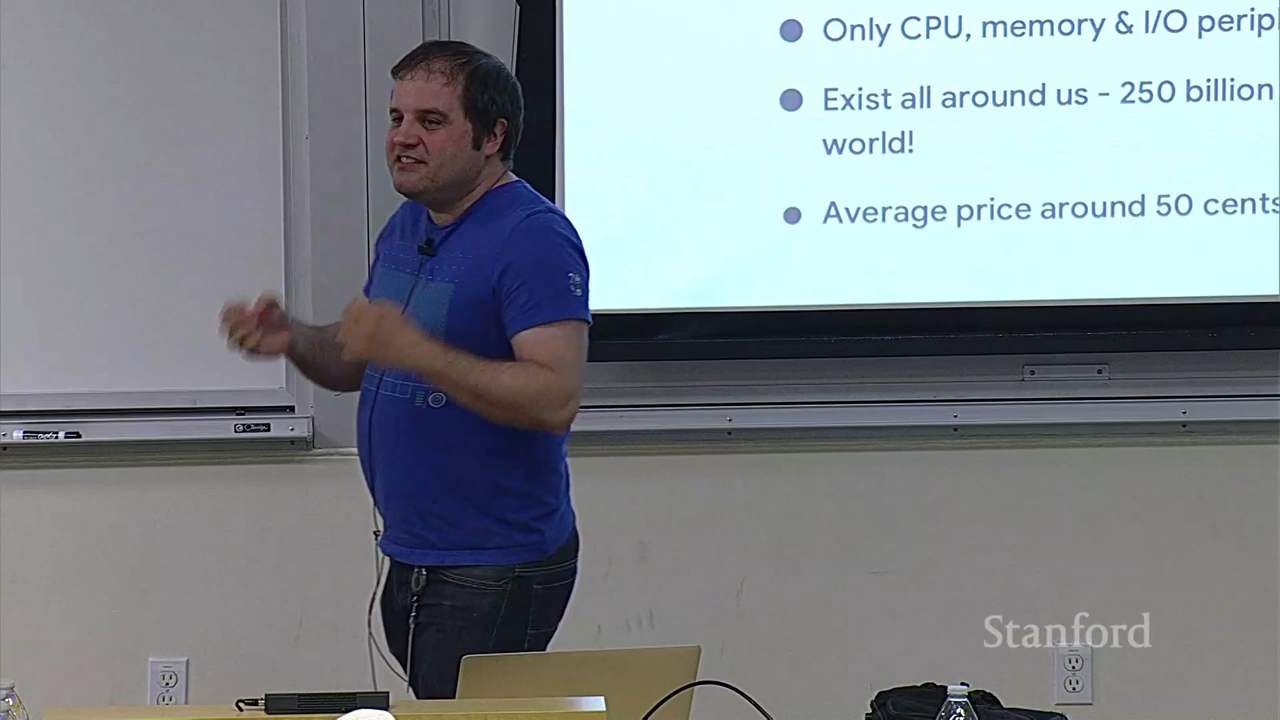 Only CPU, memory & I/O perip
Exist all around us - 250 billion
world!
Average price around 50 cents
Stanford